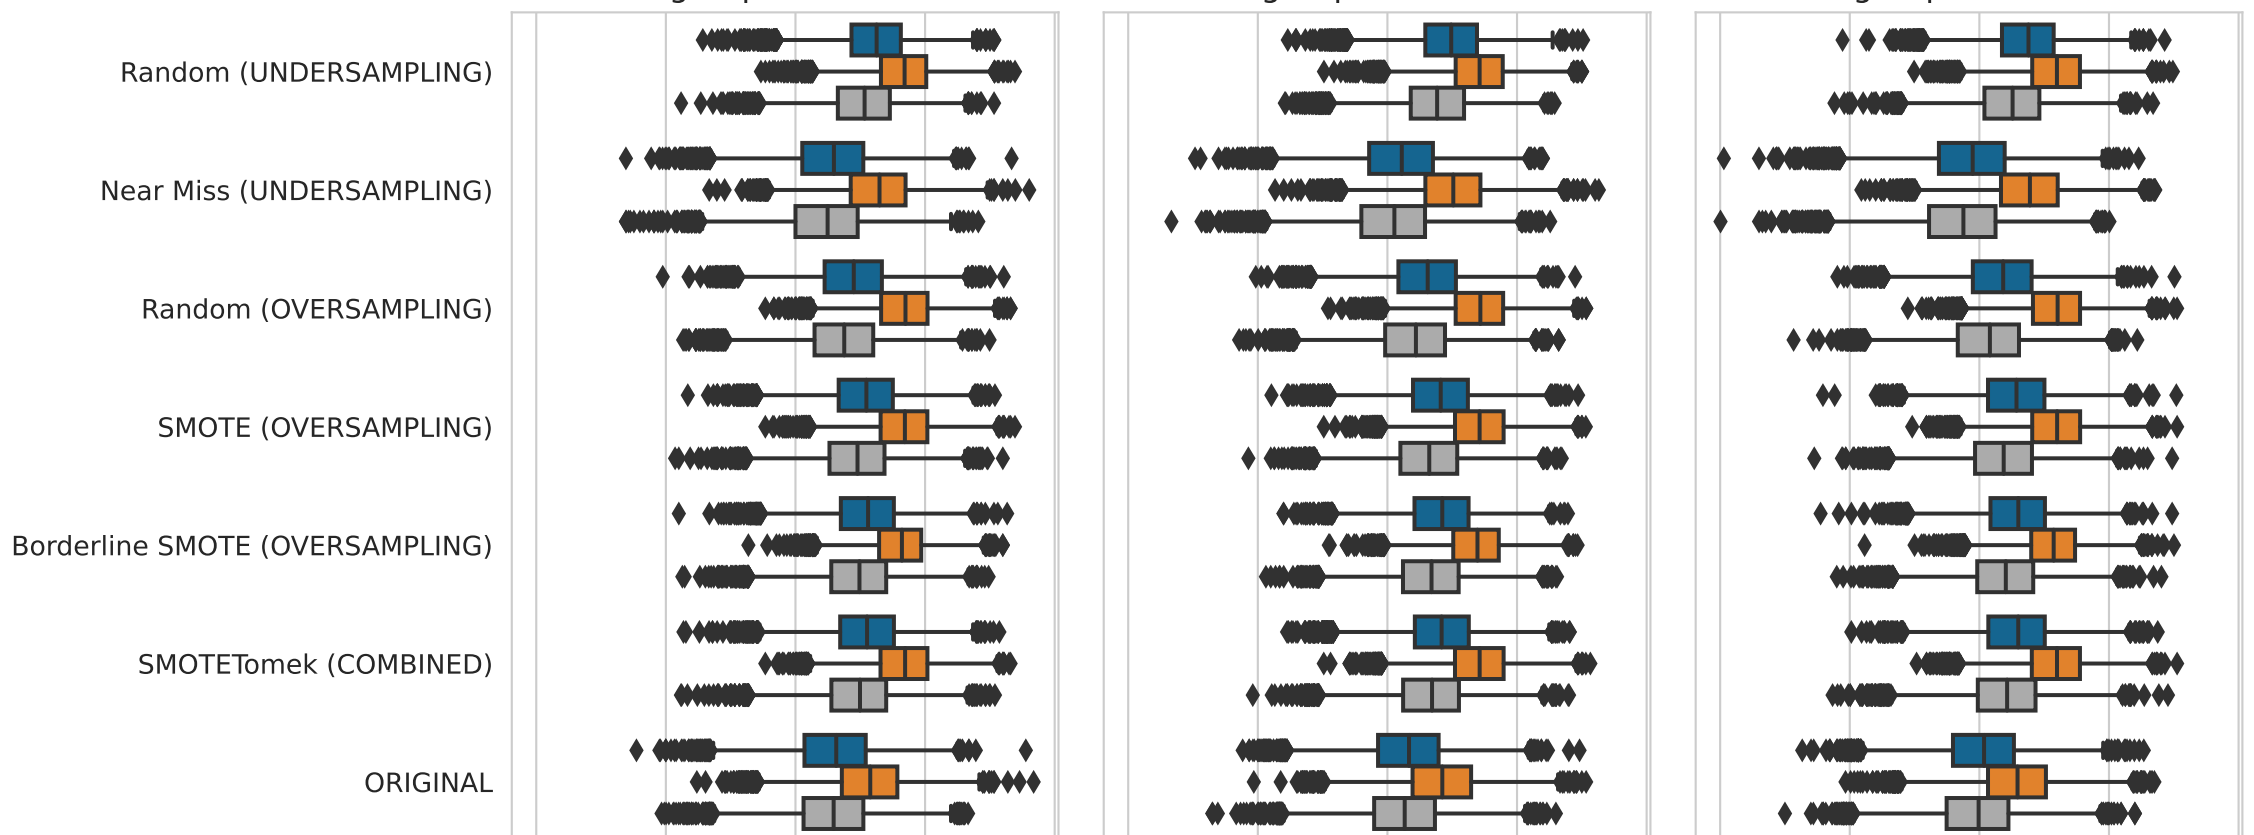 Random (UNDERSAMPLING)
Near Miss (UNDERSAMPLING)
Random (OVERSAMPLING)
SMOTE (OVERSAMPLING)
Borderline SMOTE (OVERSAMPLING)
SMOTETomek (COMBINED)
ORIGINAL